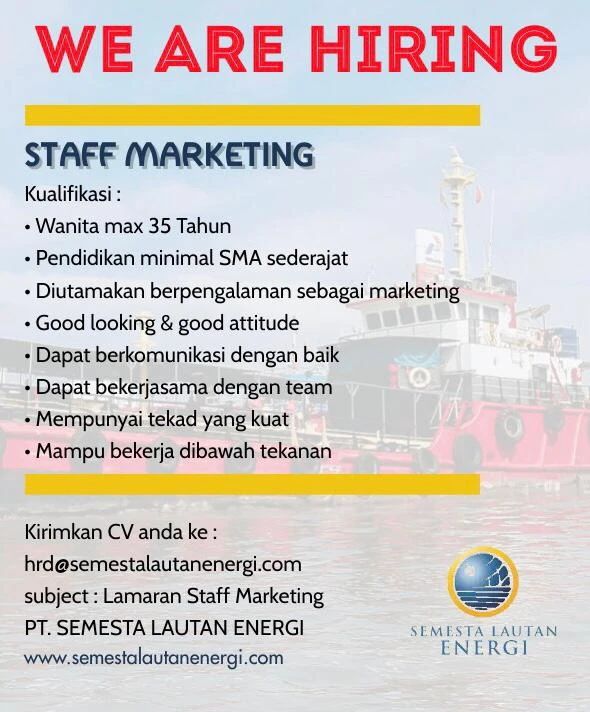 WE ARE HIRING
STAFF MARKETING
Kualifikasi :
• Wanita max 35 Tahun
• Pendidikan minimal SMA sederajat
• Diutamakan berpengalaman sebagai marketing
• Good looking & good attitude
• Dapat berkomunikasi dengan baik
• Dapat bekerjasama dengan team
• Mempunyai tekad yang kuat
• Mampu bekerja dibawah tekanan
Kirimkan CV anda ke :
hrd@semestalautanenergi.com
subject : Lamaran Staff Marketing
PT. SEMESTA LAUTAN ENERGI
www.semestalautanenergi.com
SEMESTA LAUTAN
ENERGI